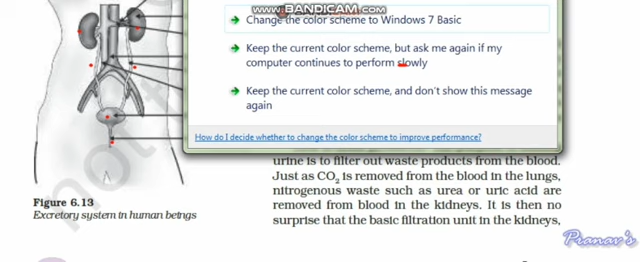 www.BANDICAM.com
Change the color scheme to Windows 7 Basic
Keep the current color scheme, but ask me again if my
computer continues to perform slowly
Keep the current color scheme, and don't show this message
again
How do I decide whether to change the color scheme to improve performance?
urine is to filter out waste products from the blood.
Just as CO₂ is removed from the blood in the lungs,
nitrogenous waste such as urea or uric acid are
removed from blood in the kidneys. It is then no
surprise that the basic filtration unit in the kidneys,
Figure 6.13
Excretory system in human beings
not
Pranav's